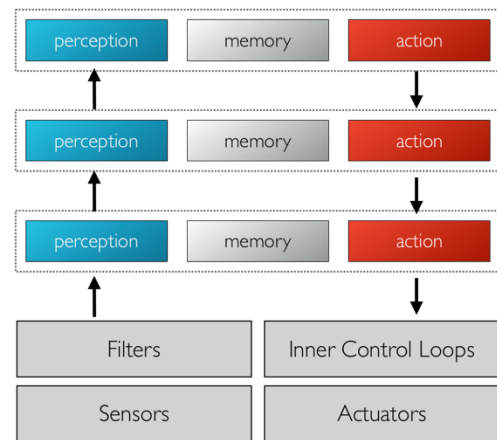 perception memory action
perception memory action
perception memory action
Filters Inner Control Loops
Sensors Actuators